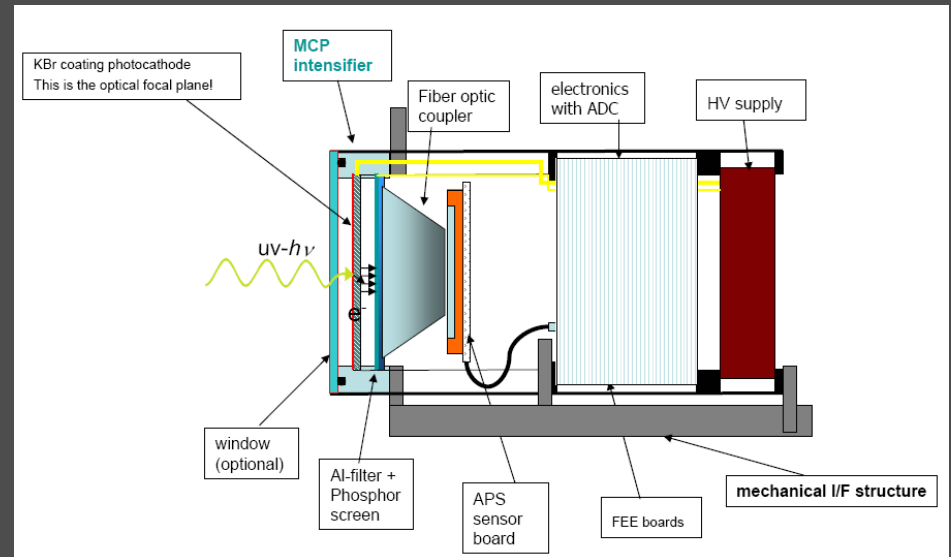 KBr coating photocathode
This is the optical focal plane!
MCP
intensifier
Fiber optic
coupler
electronics
with ADC
HV supply
uv-hν
e⁻
window
(optional)
Al-filter +
Phosphor
screen
APS
sensor
board
FEE boards
mechanical I/F structure